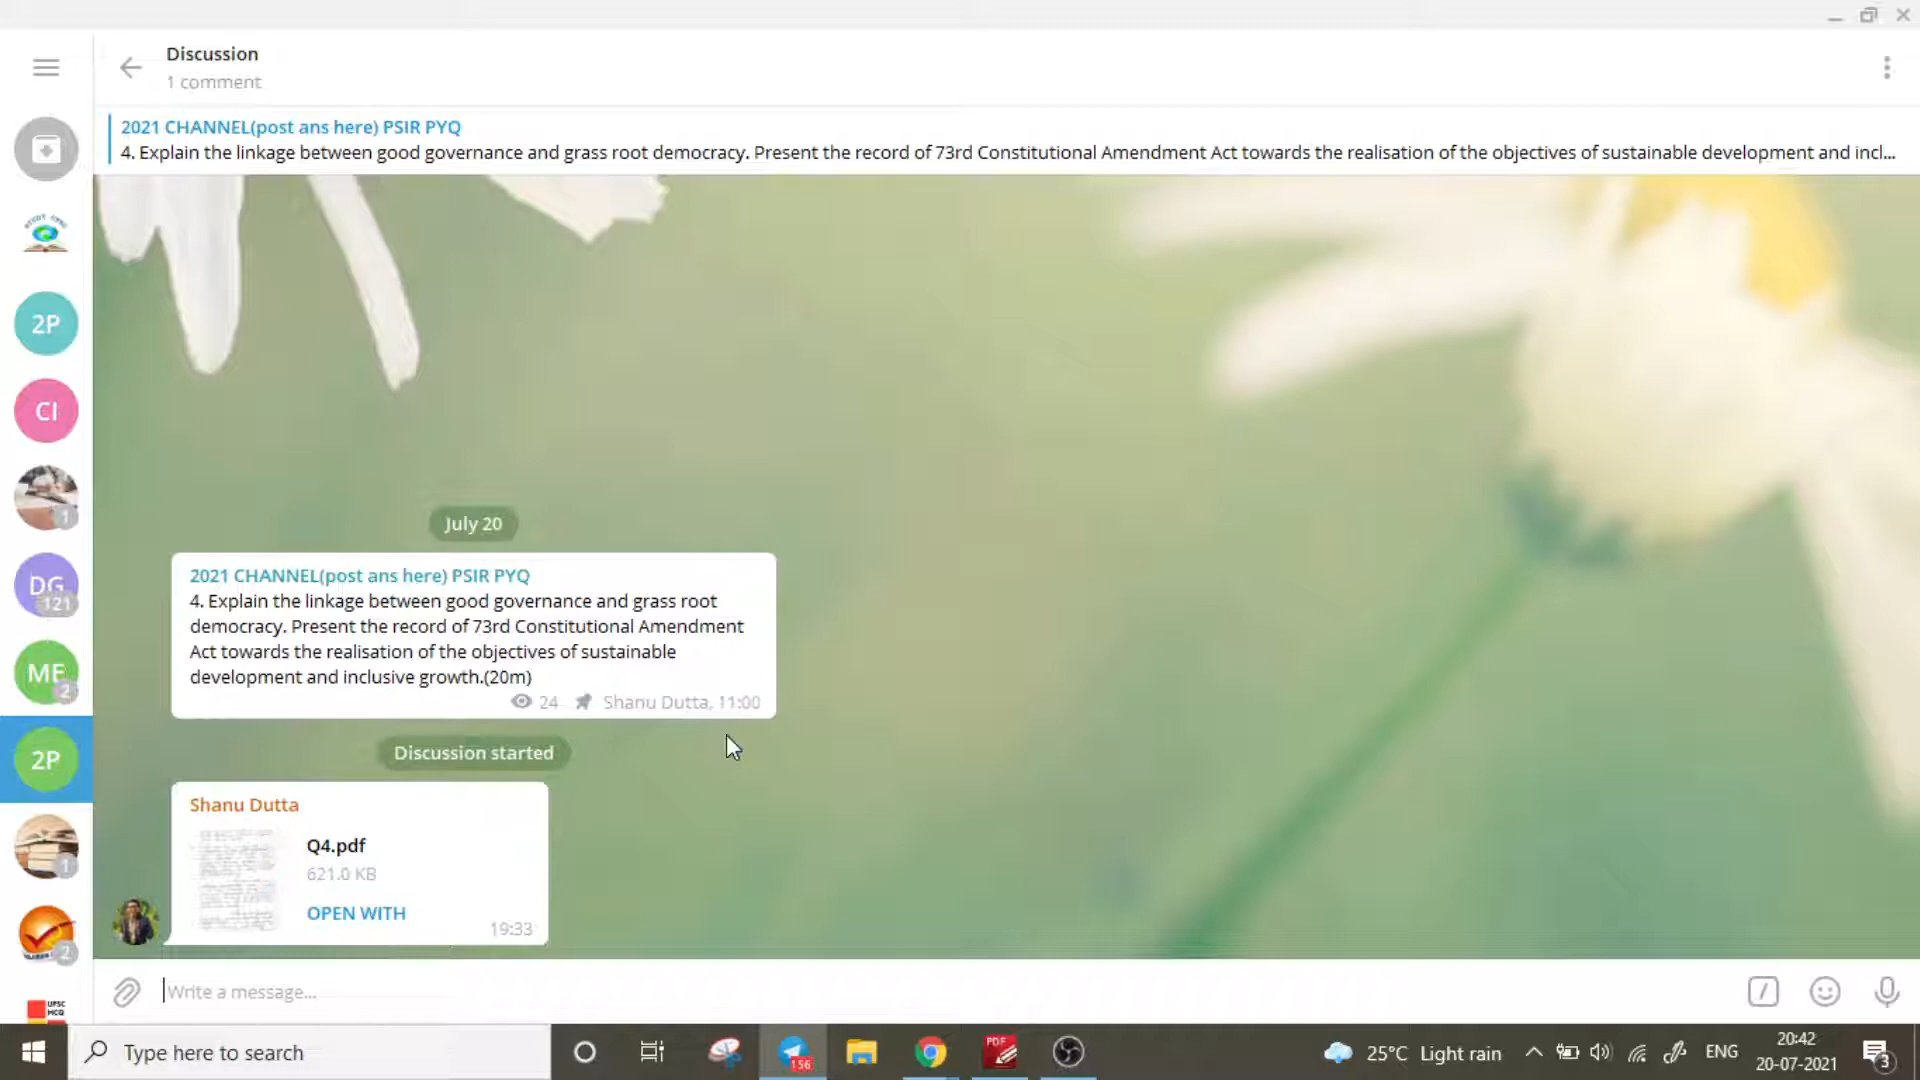 Discussion
1 comment
2021 CHANNEL(post ans here) PSIR PYQ
4. Explain the linkage between good governance and grass root democracy. Present the record of 73rd Constitutional Amendment Act towards the realisation of the objectives of sustainable development and incl...
2P
CI
1
DG
121
ME
2
2P
1
2
UPSC
MCQ
July 20
2021 CHANNEL(post ans here) PSIR PYQ
4. Explain the linkage between good governance and grass root
democracy. Present the record of 73rd Constitutional Amendment
Act towards the realisation of the objectives of sustainable
development and inclusive growth.(20m)
24 Shanu Dutta, 11:00
Discussion started
Shanu Dutta
Q4.pdf
621.0 KB
OPEN WITH
19:33
Write a message...
Type here to search
156
PDF
25°C Light rain
ENG
20:42
20-07-2021
3